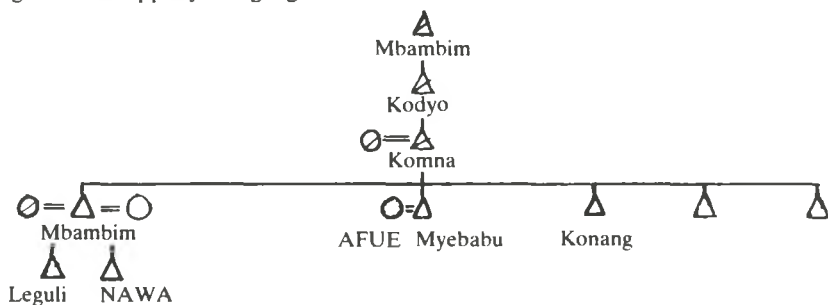 Mbambim
Kodyo
Komna
Mbambim AFUE Myebabu Konang
Leguli NAWA